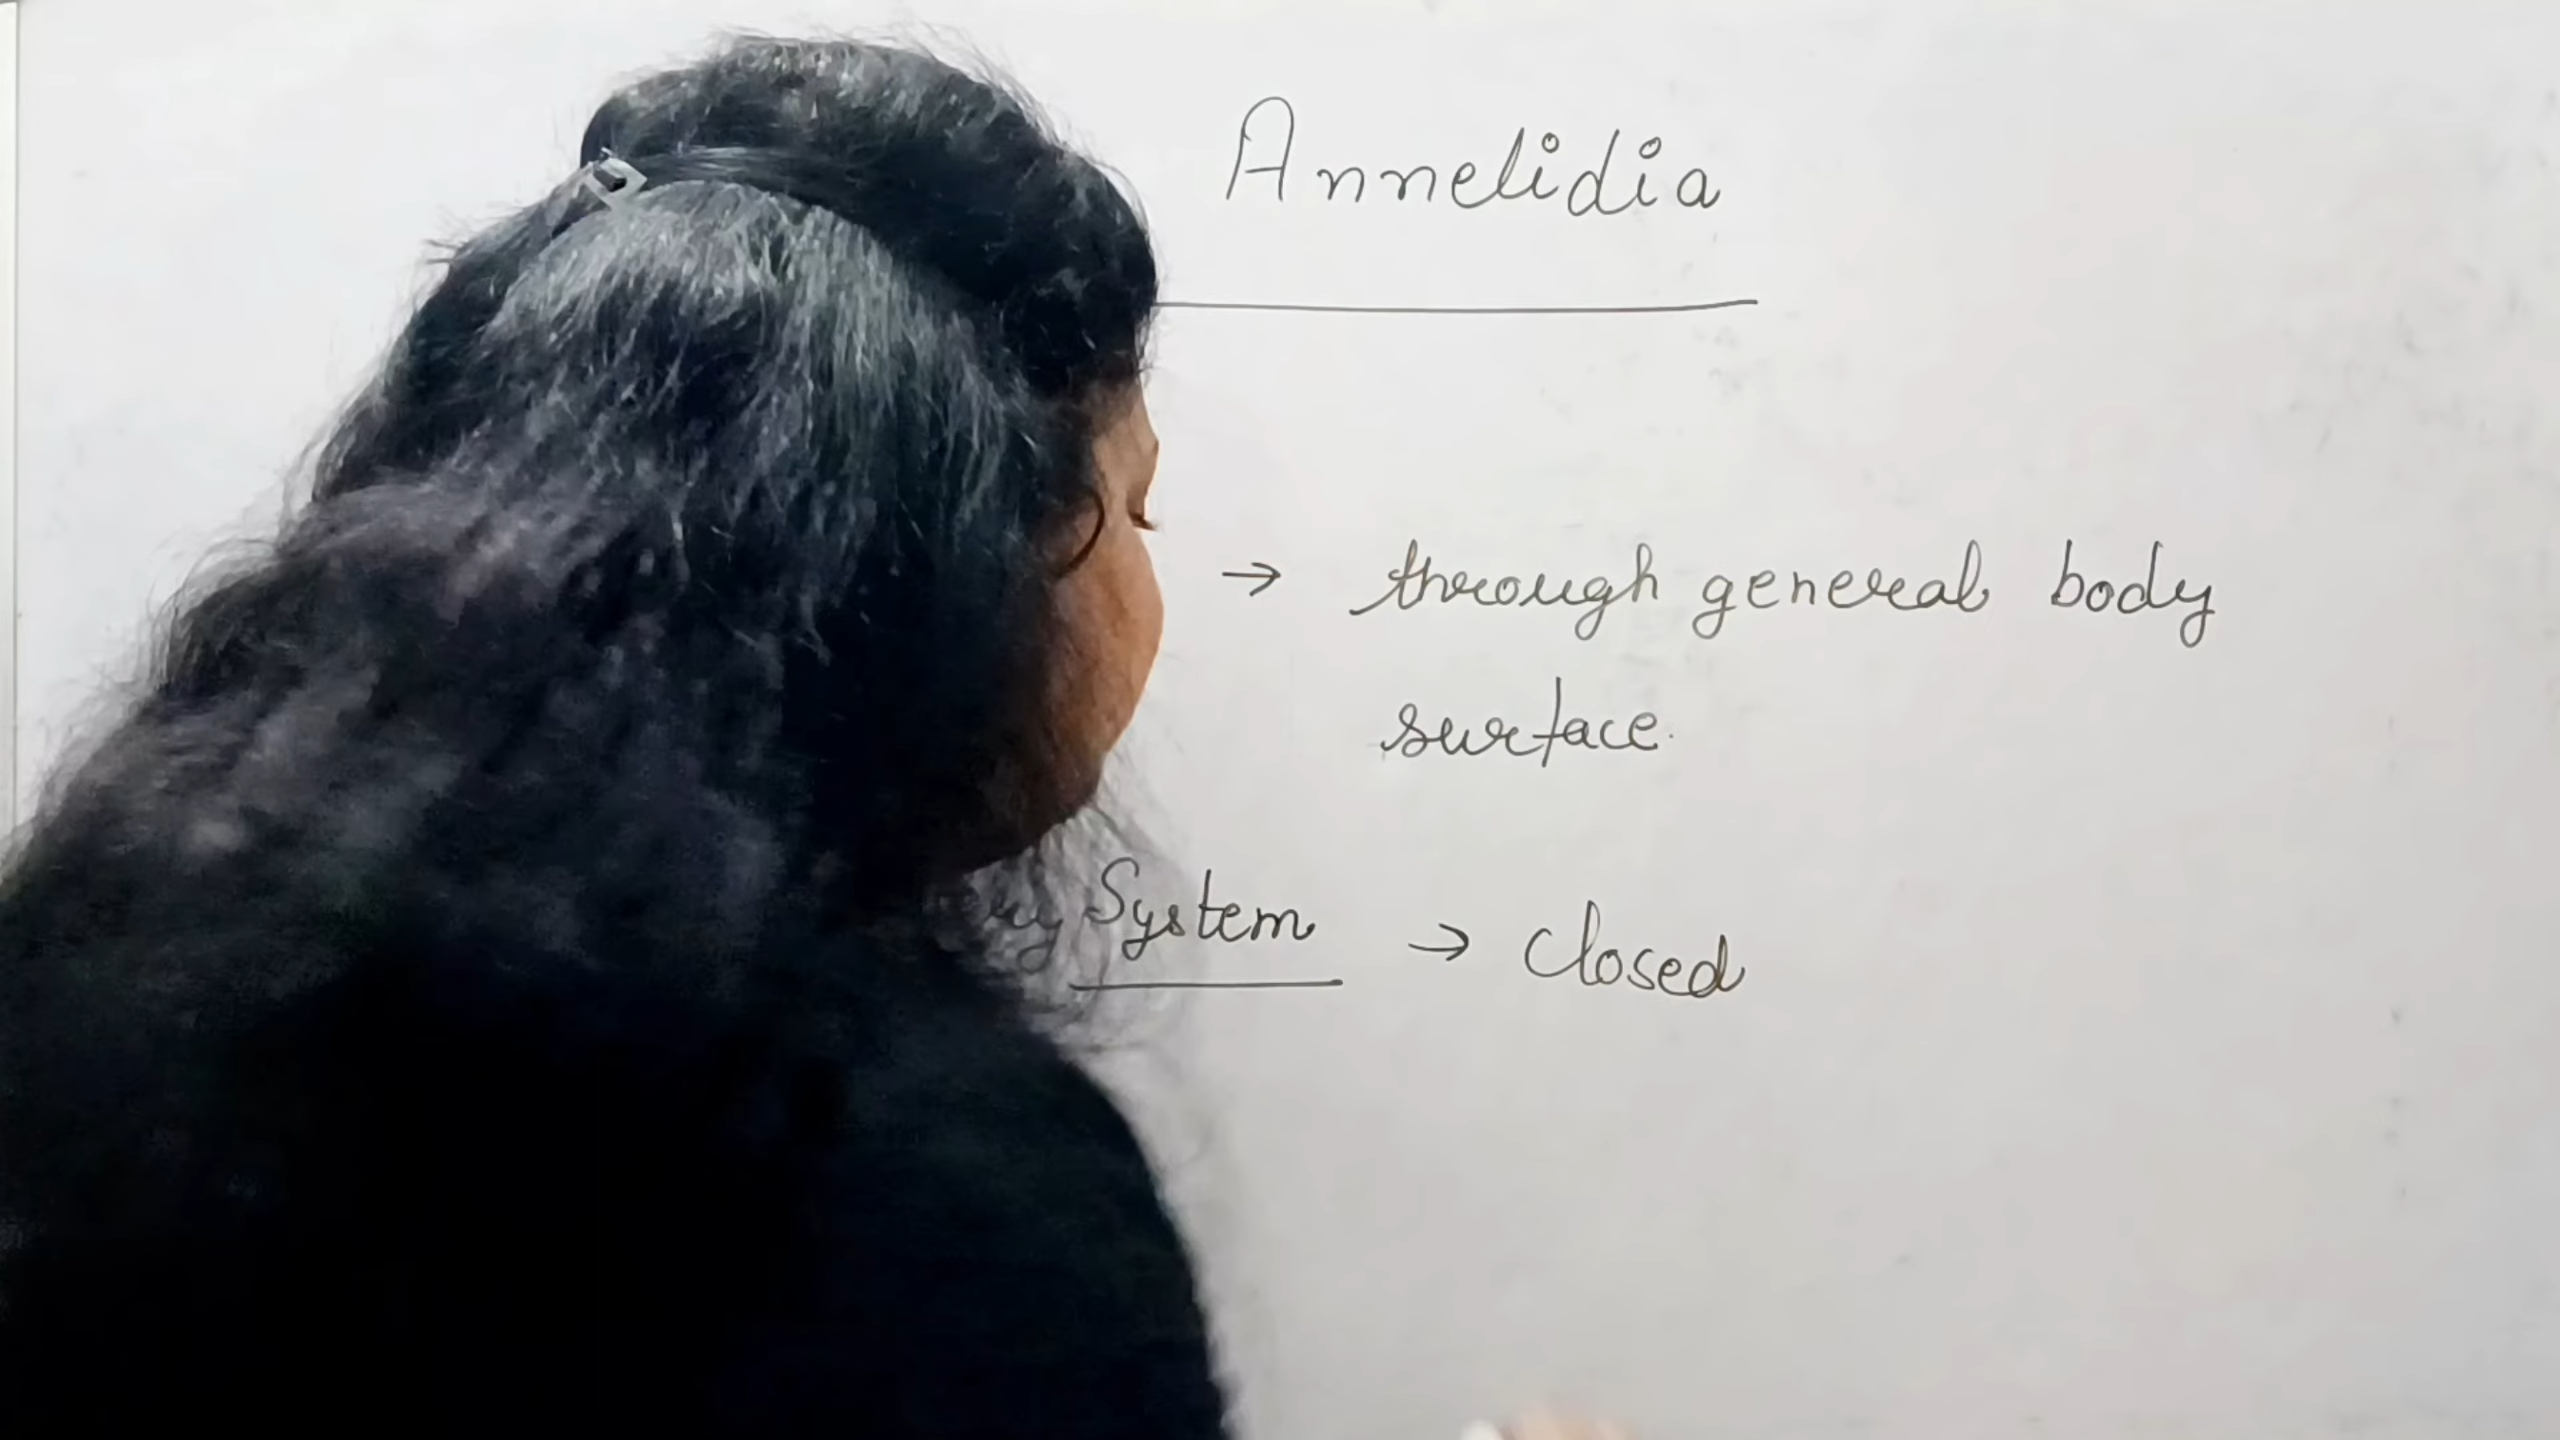 Annelidia
→ through general body
surface.
System → Closed